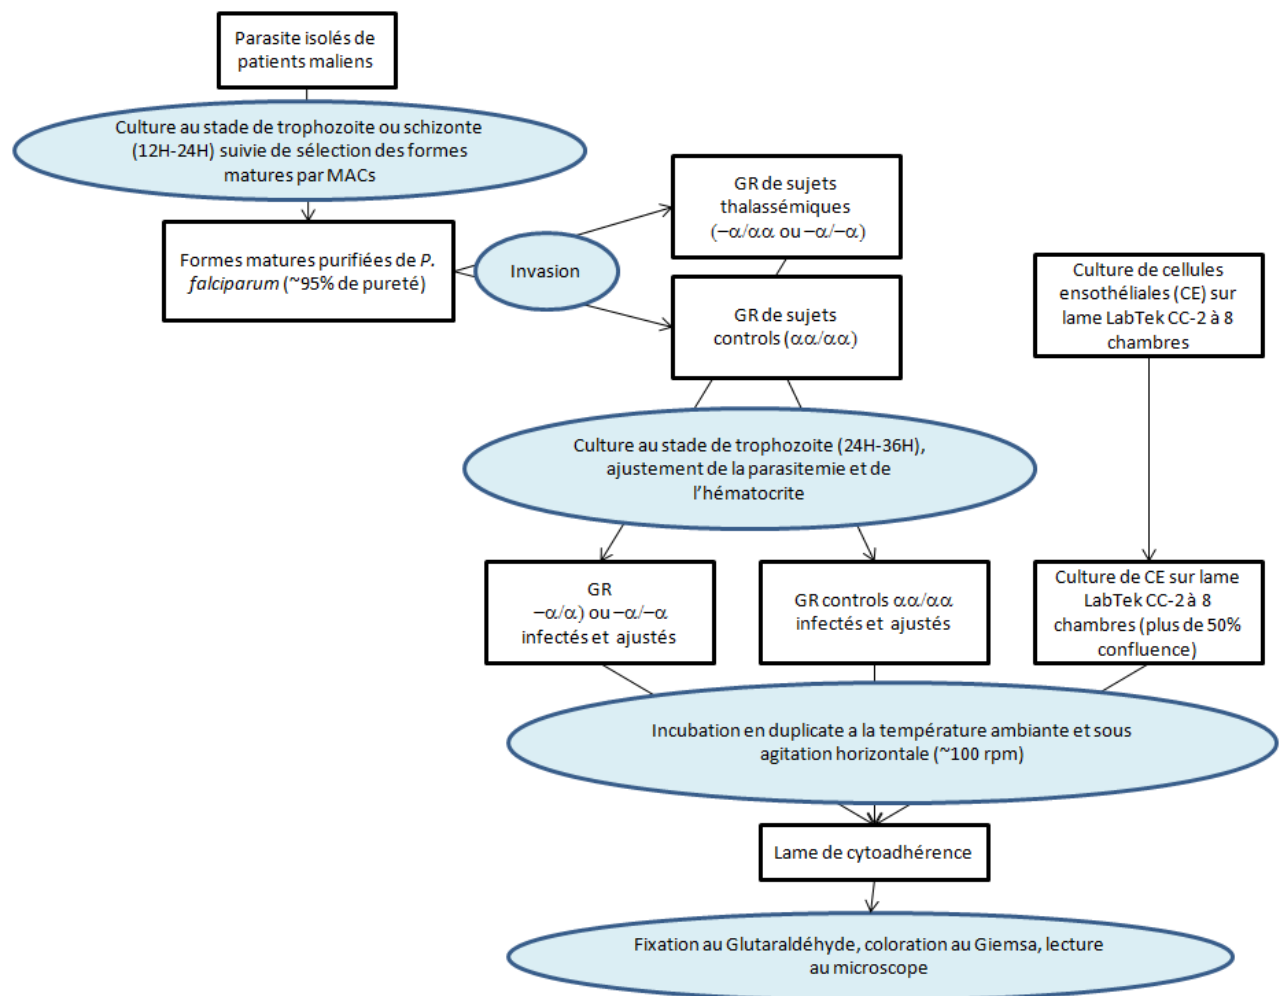 Parasite isolés de
patients maliens
Culture au stade de trophozoite ou schizonte
(12H-24H) suivie de sélection des formes
matures par MACs
Formes matures purifiées de P.
falciparum (~95% de pureté)
Invasion
GR de sujets
thalassémiques
(−α/αα ou −α/−α)
GR de sujets
controls (αα/αα)
Culture de cellules
ensothéliales (CE) sur
lame LabTek CC-2 à 8
chambres
Culture au stade de trophozoite (24H-36H),
ajustement de la parasitemie et de
l’hématocrite
GR
−α/α) ou −α/−α
infectés et ajustés
GR controls αα/αα
infectés et ajustés
Culture de CE sur lame
LabTek CC-2 à 8
chambres (plus de 50%
confluence)
Incubation en duplicate a la température ambiante et sous
agitation horizontale (~100 rpm)
Lame de cytoadhérence
Fixation au Glutaraldéhyde, coloration au Giemsa, lecture
au microscope